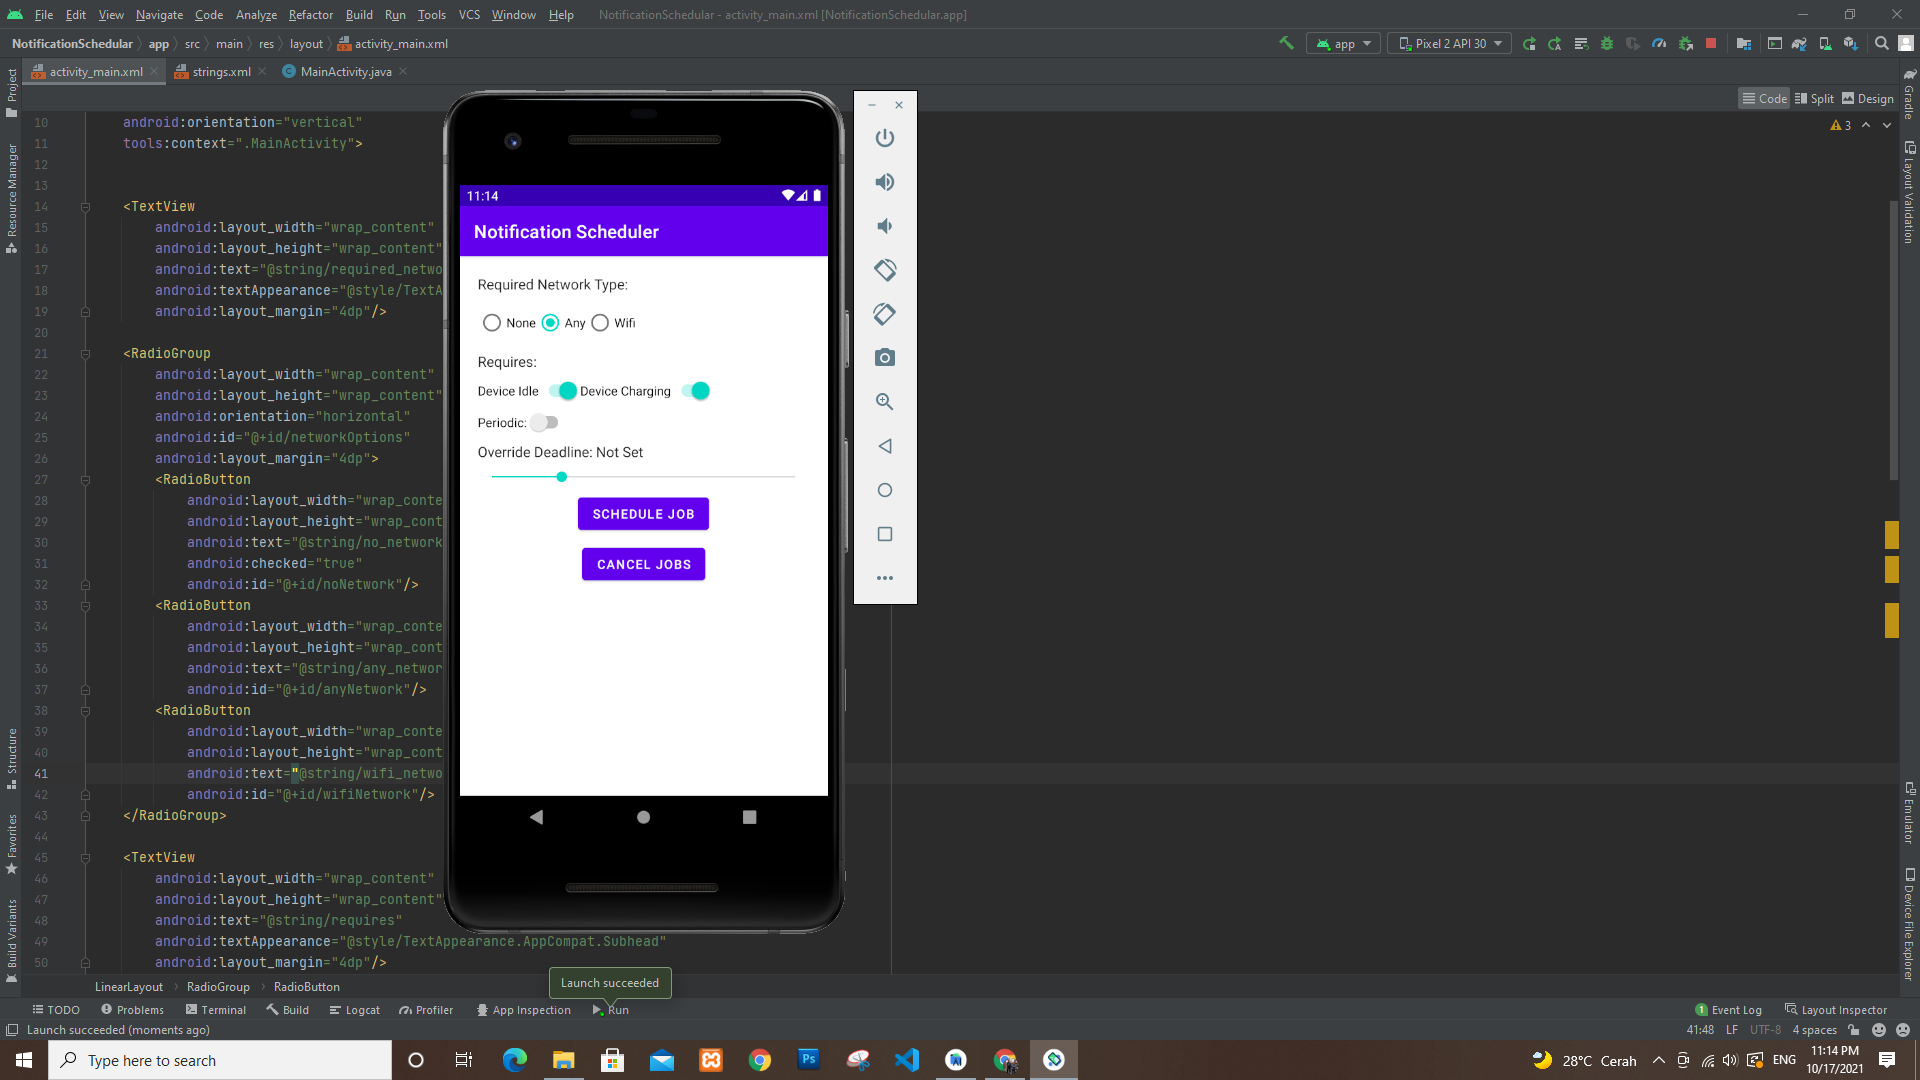 File Edit View Navigate Code Analyze Refactor Build Run Tools VCS Window Help NotificationSchedular - activity_main.xml [NotificationSchedular.app]
NotificationSchedular app src main res layout activity_main.xml app Pixel 2 API 30
activity_main.xml strings.xml MainActivity.java
Code Split Design
3
10 android:orientation="vertical"
11 tools:context=".MainActivity">
12
13
14 <TextView
15 android:layout_width="wrap_content"
16 android:layout_height="wrap_content"
17 android:text="@string/required_netwo
18 android:textAppearance="@style/TextA
19 android:layout_margin="4dp"/>
20
21 <RadioGroup
22 android:layout_width="wrap_content"
23 android:layout_height="wrap_content"
24 android:orientation="horizontal"
25 android:id="@+id/networkOptions"
26 android:layout_margin="4dp">
27 <RadioButton
28 android:layout_width="wrap_conte
29 android:layout_height="wrap_cont
30 android:text="@string/no_network
31 android:checked="true"
32 android:id="@+id/noNetwork"/>
33 <RadioButton
34 android:layout_width="wrap_conte
35 android:layout_height="wrap_cont
36 android:text="@string/any_networ
37 android:id="@+id/anyNetwork"/>
38 <RadioButton
39 android:layout_width="wrap_conte
40 android:layout_height="wrap_cont
41 android:text="@string/wifi_netwo
42 android:id="@+id/wifiNetwork"/>
43 </RadioGroup>
44
45 <TextView
46 android:layout_width="wrap_content"
47 android:layout_height="wrap_content"
48 android:text="@string/requires"
49 android:textAppearance="@style/TextAppearance.AppCompat.Subhead"
50 android:layout_margin="4dp"/>
11:14
Notification Scheduler
Required Network Type:
None Any Wifi
Requires:
Device Idle Device Charging
Periodic:
Override Deadline: Not Set
SCHEDULE JOB
CANCEL JOBS
Project
Resource Manager
Structure
Favorites
Build Variants
Gradle
Layout Validation
Emulator
Device File Explorer
Launch succeeded
LinearLayout RadioGroup RadioButton
TODO Problems Terminal Build Logcat Profiler App Inspection Run 1 Event Log Layout Inspector
Launch succeeded (moments ago) 41:48 LF UTF-8 4 spaces
Type here to search Ps 28°C Cerah ENG 11:14 PM
10/17/2021